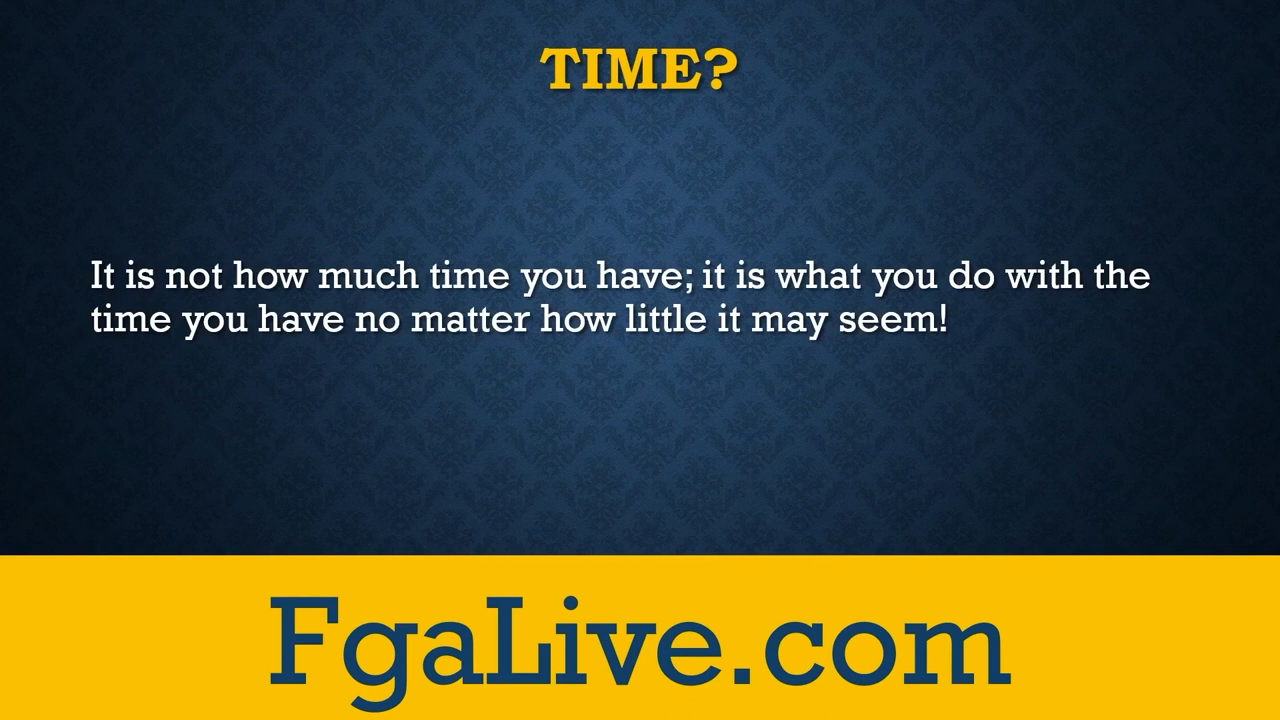 TIME?
It is not how much time you have; it is what you do with the
time you have no matter how little it may seem!
FgaLive.com